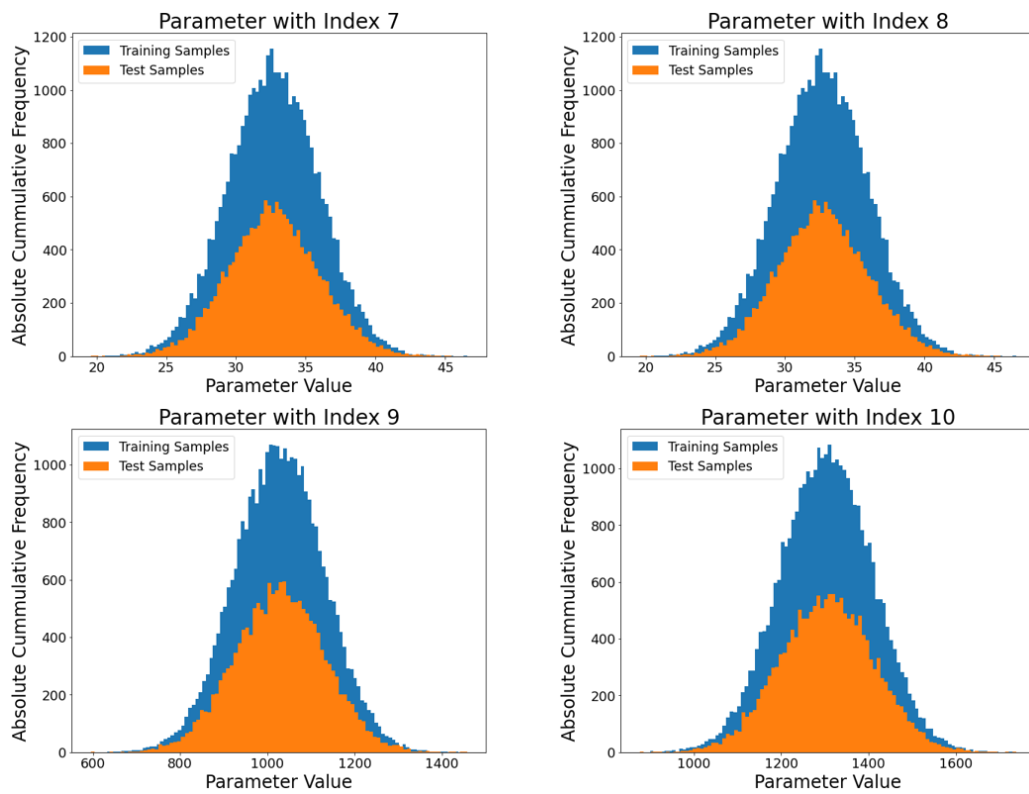 Parameter with Index 7
Absolute Cummulative Frequency
1200
1000
800
600
400
200
0
Training Samples
Test Samples
20 25 30 35 40 45
Parameter Value
Parameter with Index 8
Absolute Cummulative Frequency
1200
1000
800
600
400
200
0
Training Samples
Test Samples
20 25 30 35 40 45
Parameter Value
Parameter with Index 9
Absolute Cummulative Frequency
1000
800
600
400
200
0
Training Samples
Test Samples
600 800 1000 1200 1400
Parameter Value
Parameter with Index 10
Absolute Cummulative Frequency
1000
800
600
400
200
0
Training Samples
Test Samples
1000 1200 1400 1600
Parameter Value